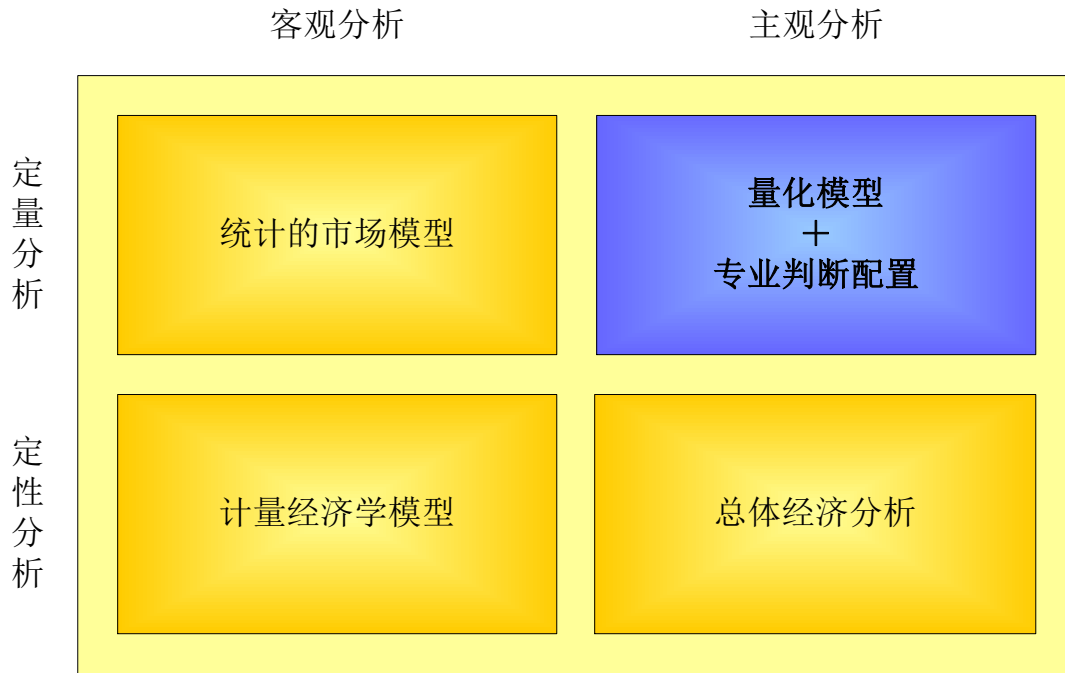 客观分析
主观分析
定量分析
统计的市场模型
量化模型
＋
专业判断配置
定性分析
计量经济学模型
总体经济分析